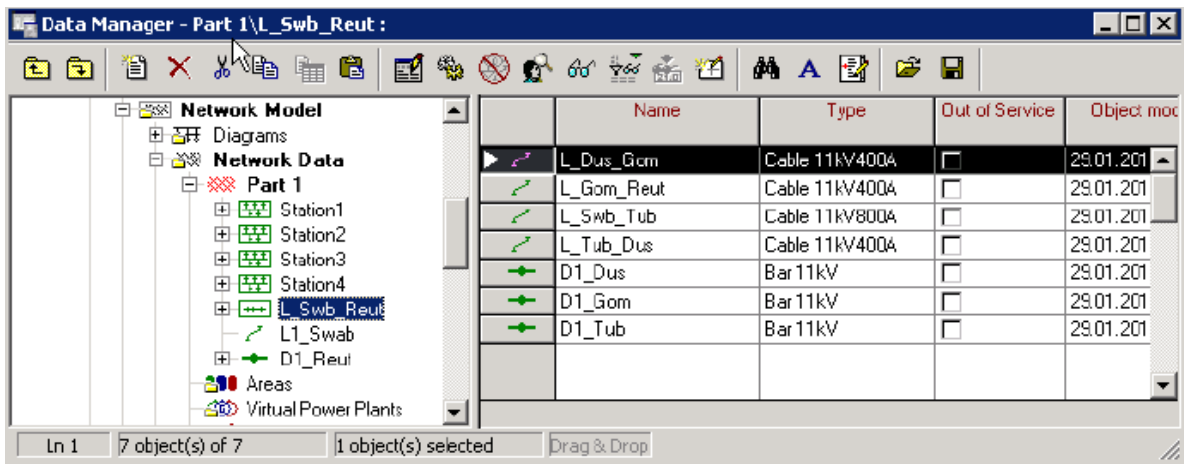 Data Manager - Part 1\L_Swb_Reut :
Network Model
Diagrams
Network Data
Part 1
Station1
Station2
Station3
Station4
L_Swb_Reut
L1_Swab
D1_Reut
Areas
Virtual Power Plants
Name Type Out of Service Object moc
L_Dus_Gom Cable 11kV400A 29.01.201
L_Gom_Reut Cable 11kV400A 29.01.201
L_Swb_Tub Cable 11kV800A 29.01.201
L_Tub_Dus Cable 11kV400A 29.01.201
D1_Dus Bar 11kV 29.01.201
D1_Gom Bar 11kV 29.01.201
D1_Tub Bar 11kV 29.01.201
Ln 1 7 object(s) of 7 1 object(s) selected Drag & Drop